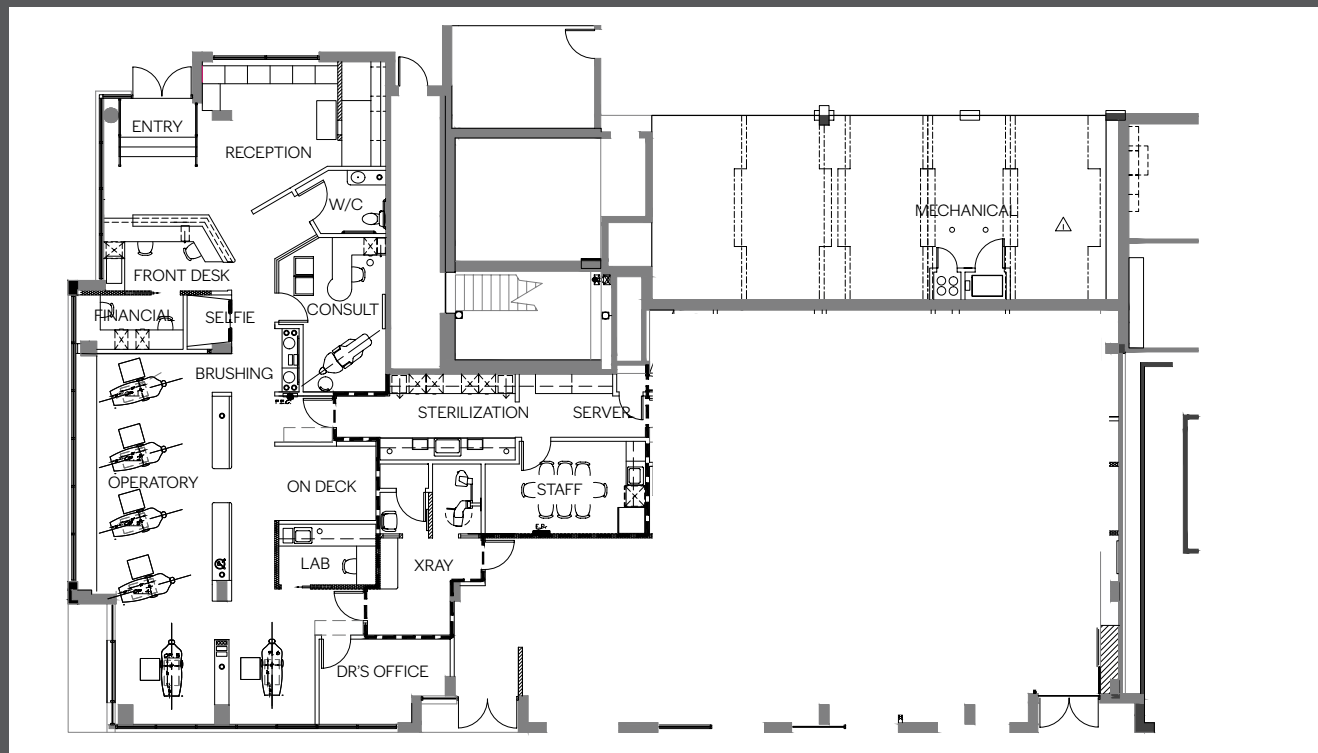 ENTRY
RECEPTION
W/C
MECHANICAL
FRONT DESK
FINANCIAL
SELFIE
CONSULT
BRUSHING
STERILIZATION
SERVER
OPERATORY
ON DECK
STAFF
LAB
XRAY
DR'S OFFICE